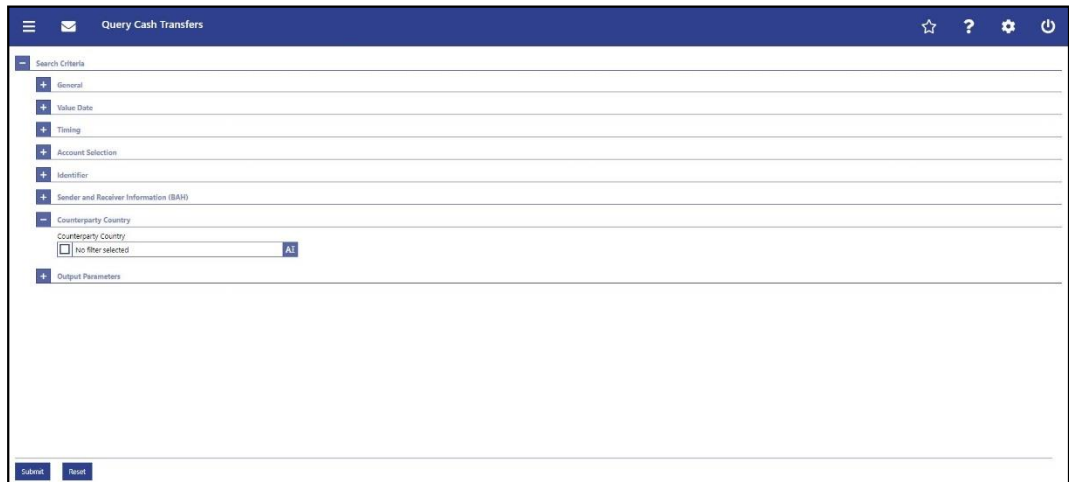 Query Cash Transfers
Search Criteria
General
Value Date
Timing
Account Selection
Identifier
Sender and Receiver Information (BAH)
Counterparty Country
Counterparty Country
No filter selected AI
Output Parameters
Submit Reset